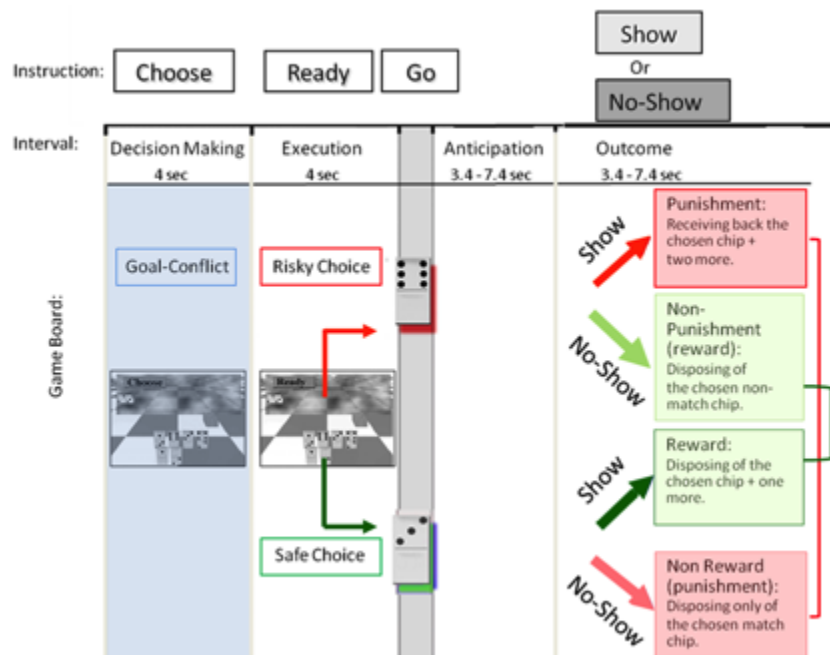 Instruction:
Choose
Ready
Go
Show
Or
No-Show
Interval:
Decision Making
4 sec
Execution
4 sec
Anticipation
3.4 - 7.4 sec
Outcome
3.4 - 7.4 sec
Game Board:
Goal-Conflict
Risky Choice
Safe Choice
Choose
Ready
Show
Punishment:
Receiving back the
chosen chip +
two more.
No-Show
Non-
Punishment
(reward):
Disposing of
the chosen non-
match chip.
Show
Reward:
Disposing of the
chosen chip + one
more.
No-Show
Non Reward
(punishment):
Disposing only of
the chosen match
chip.